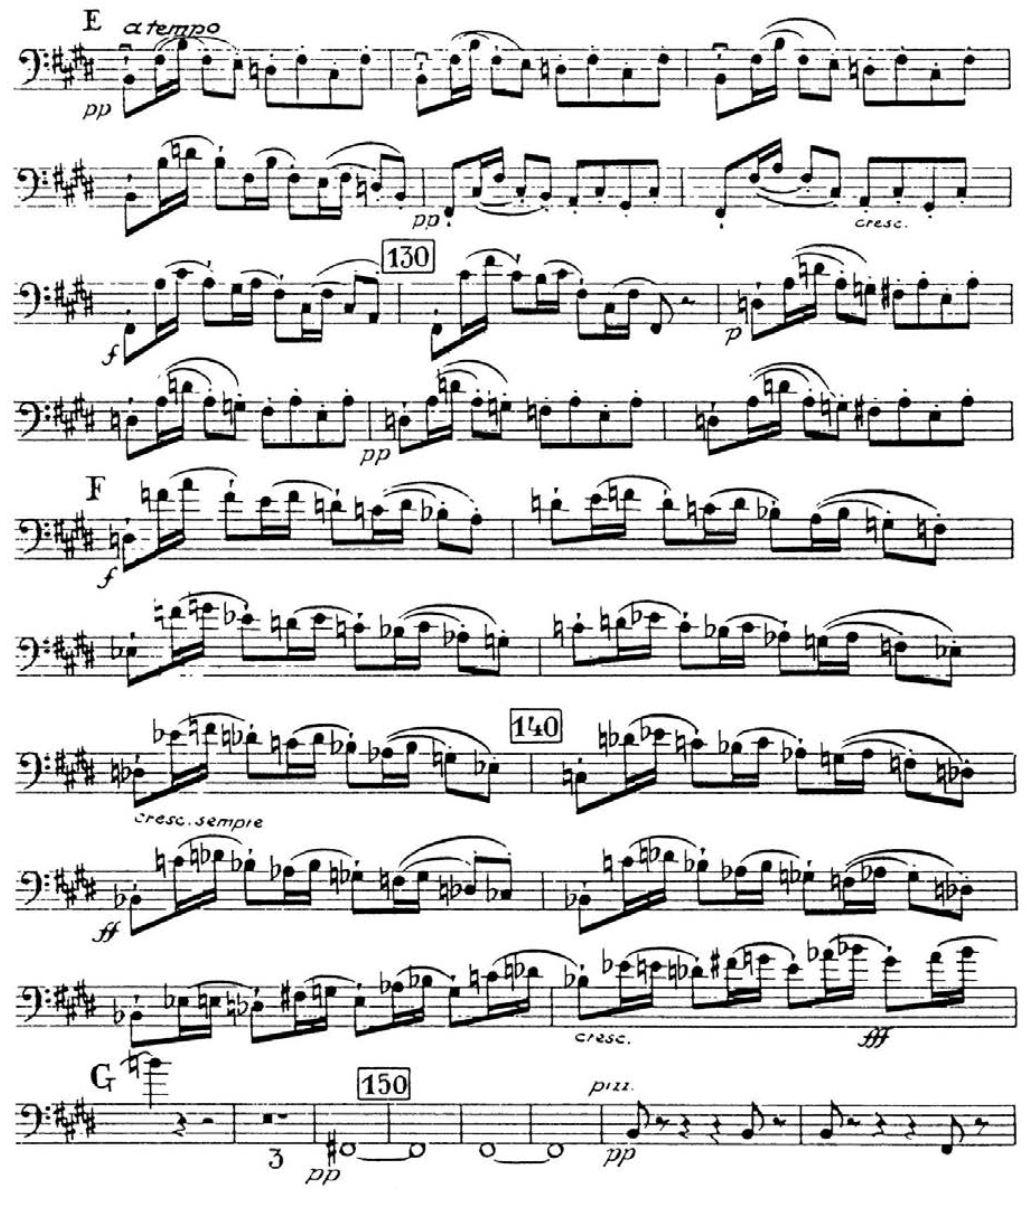 E a tempo
pp
pp cresc.
130
f p
pp
F
f
140
cresc. sempre
ff
cresc. fff
G 150 pizz.
3 pp pp